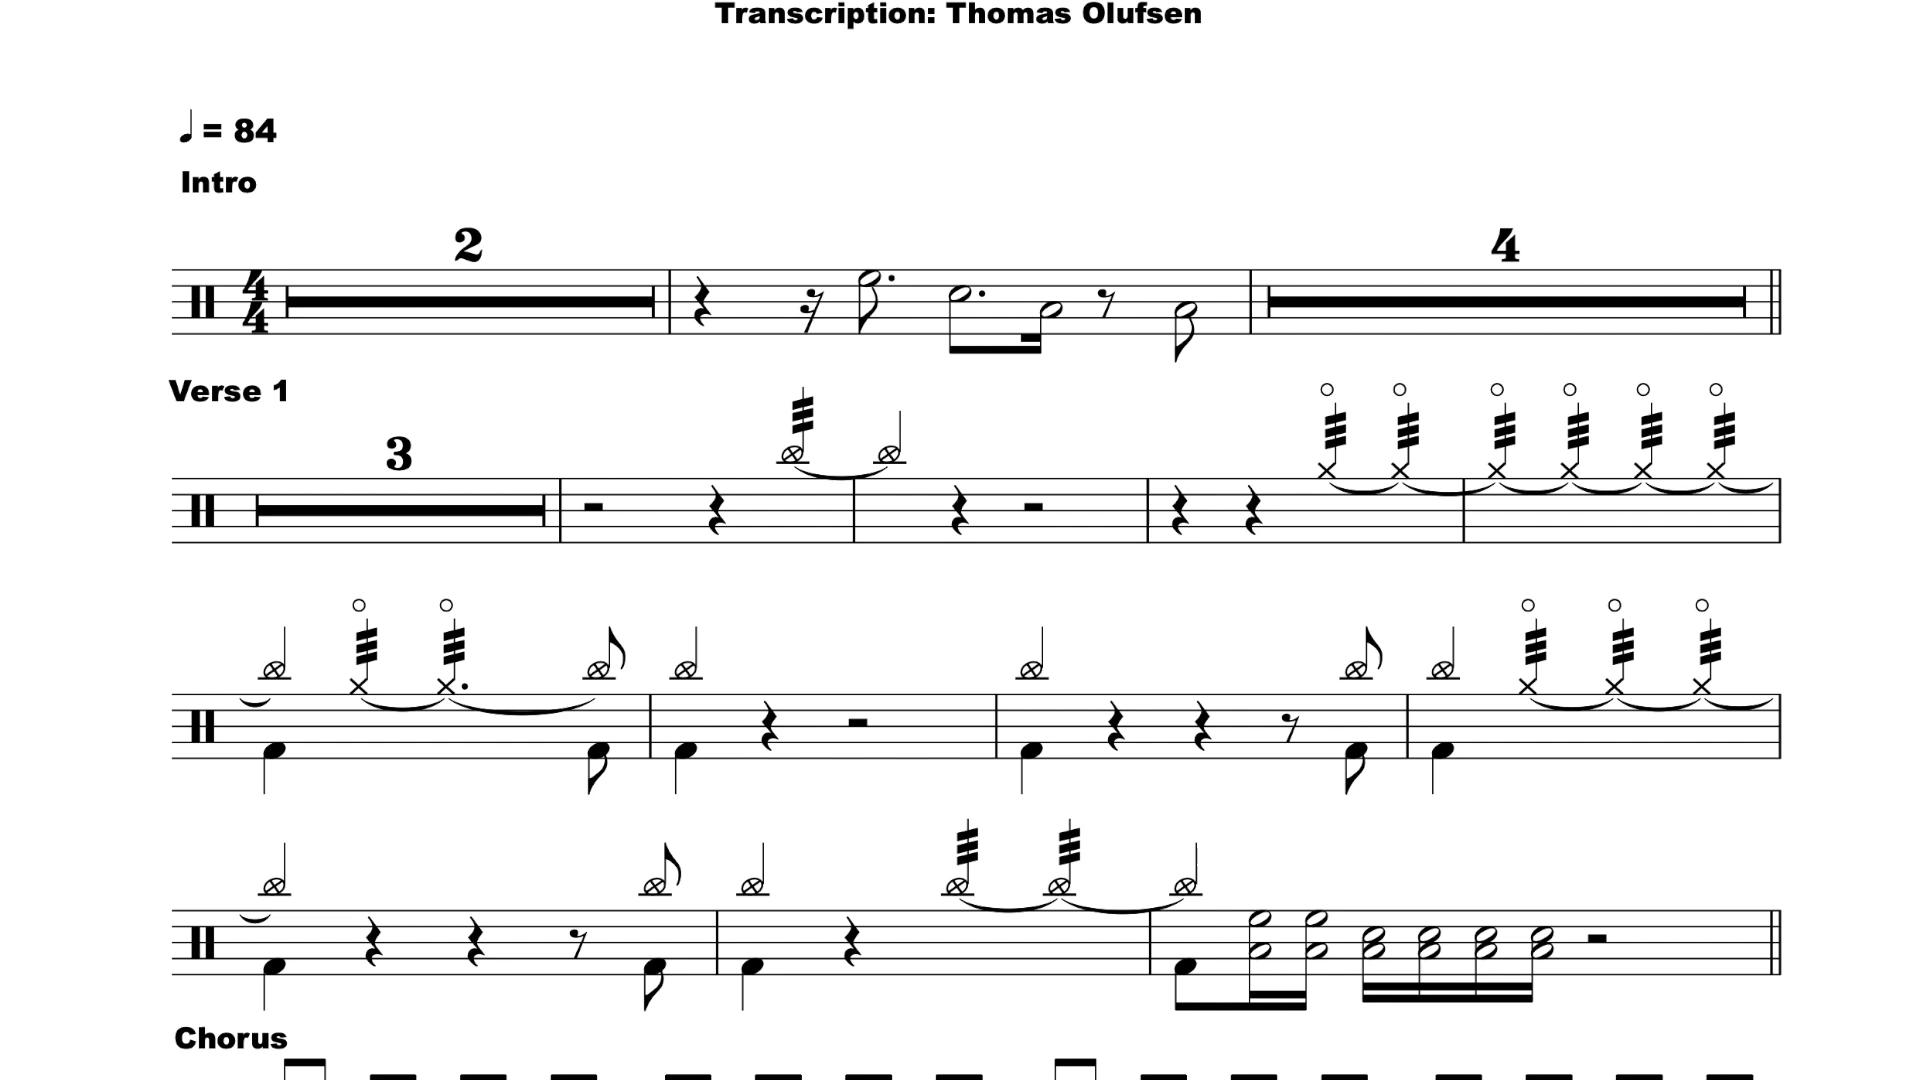 Transcription: Thomas Olufsen
♩ = 84
Intro
2
4
4
4
Verse 1
3
Chorus